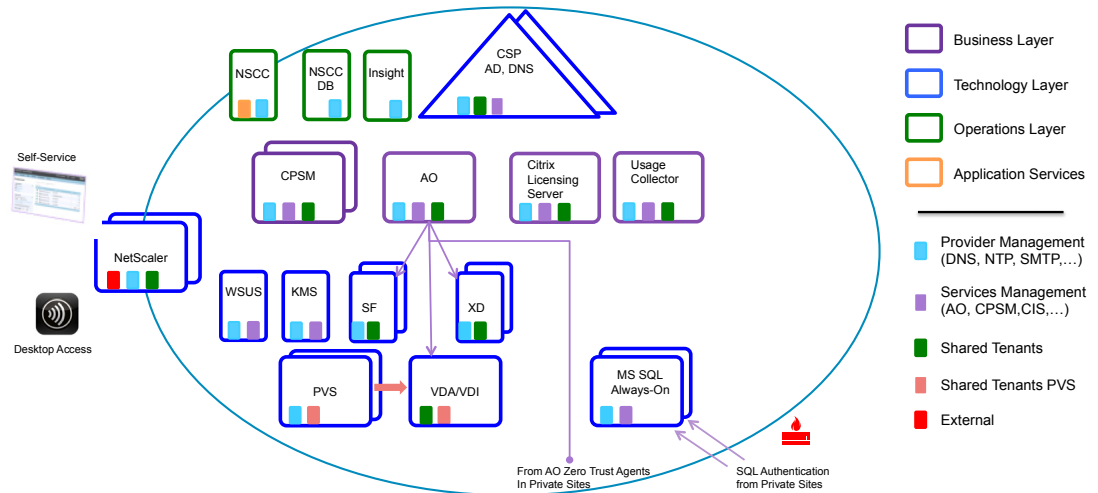 CSP
AD, DNS
NSCC
NSCC
DB
Insight
Self-Service
CPSM
AO
Citrix
Licensing
Server
Usage
Collector
NetScaler
WSUS
KMS
SF
XD
Desktop Access
PVS
VDA/VDI
MS SQL
Always-On
From AO Zero Trust Agents
In Private Sites
SQL Authentication
from Private Sites
Business Layer
Technology Layer
Operations Layer
Application Services
Provider Management
(DNS, NTP, SMTP,…)
Services Management
(AO, CPSM,CIS,…)
Shared Tenants
Shared Tenants PVS
External